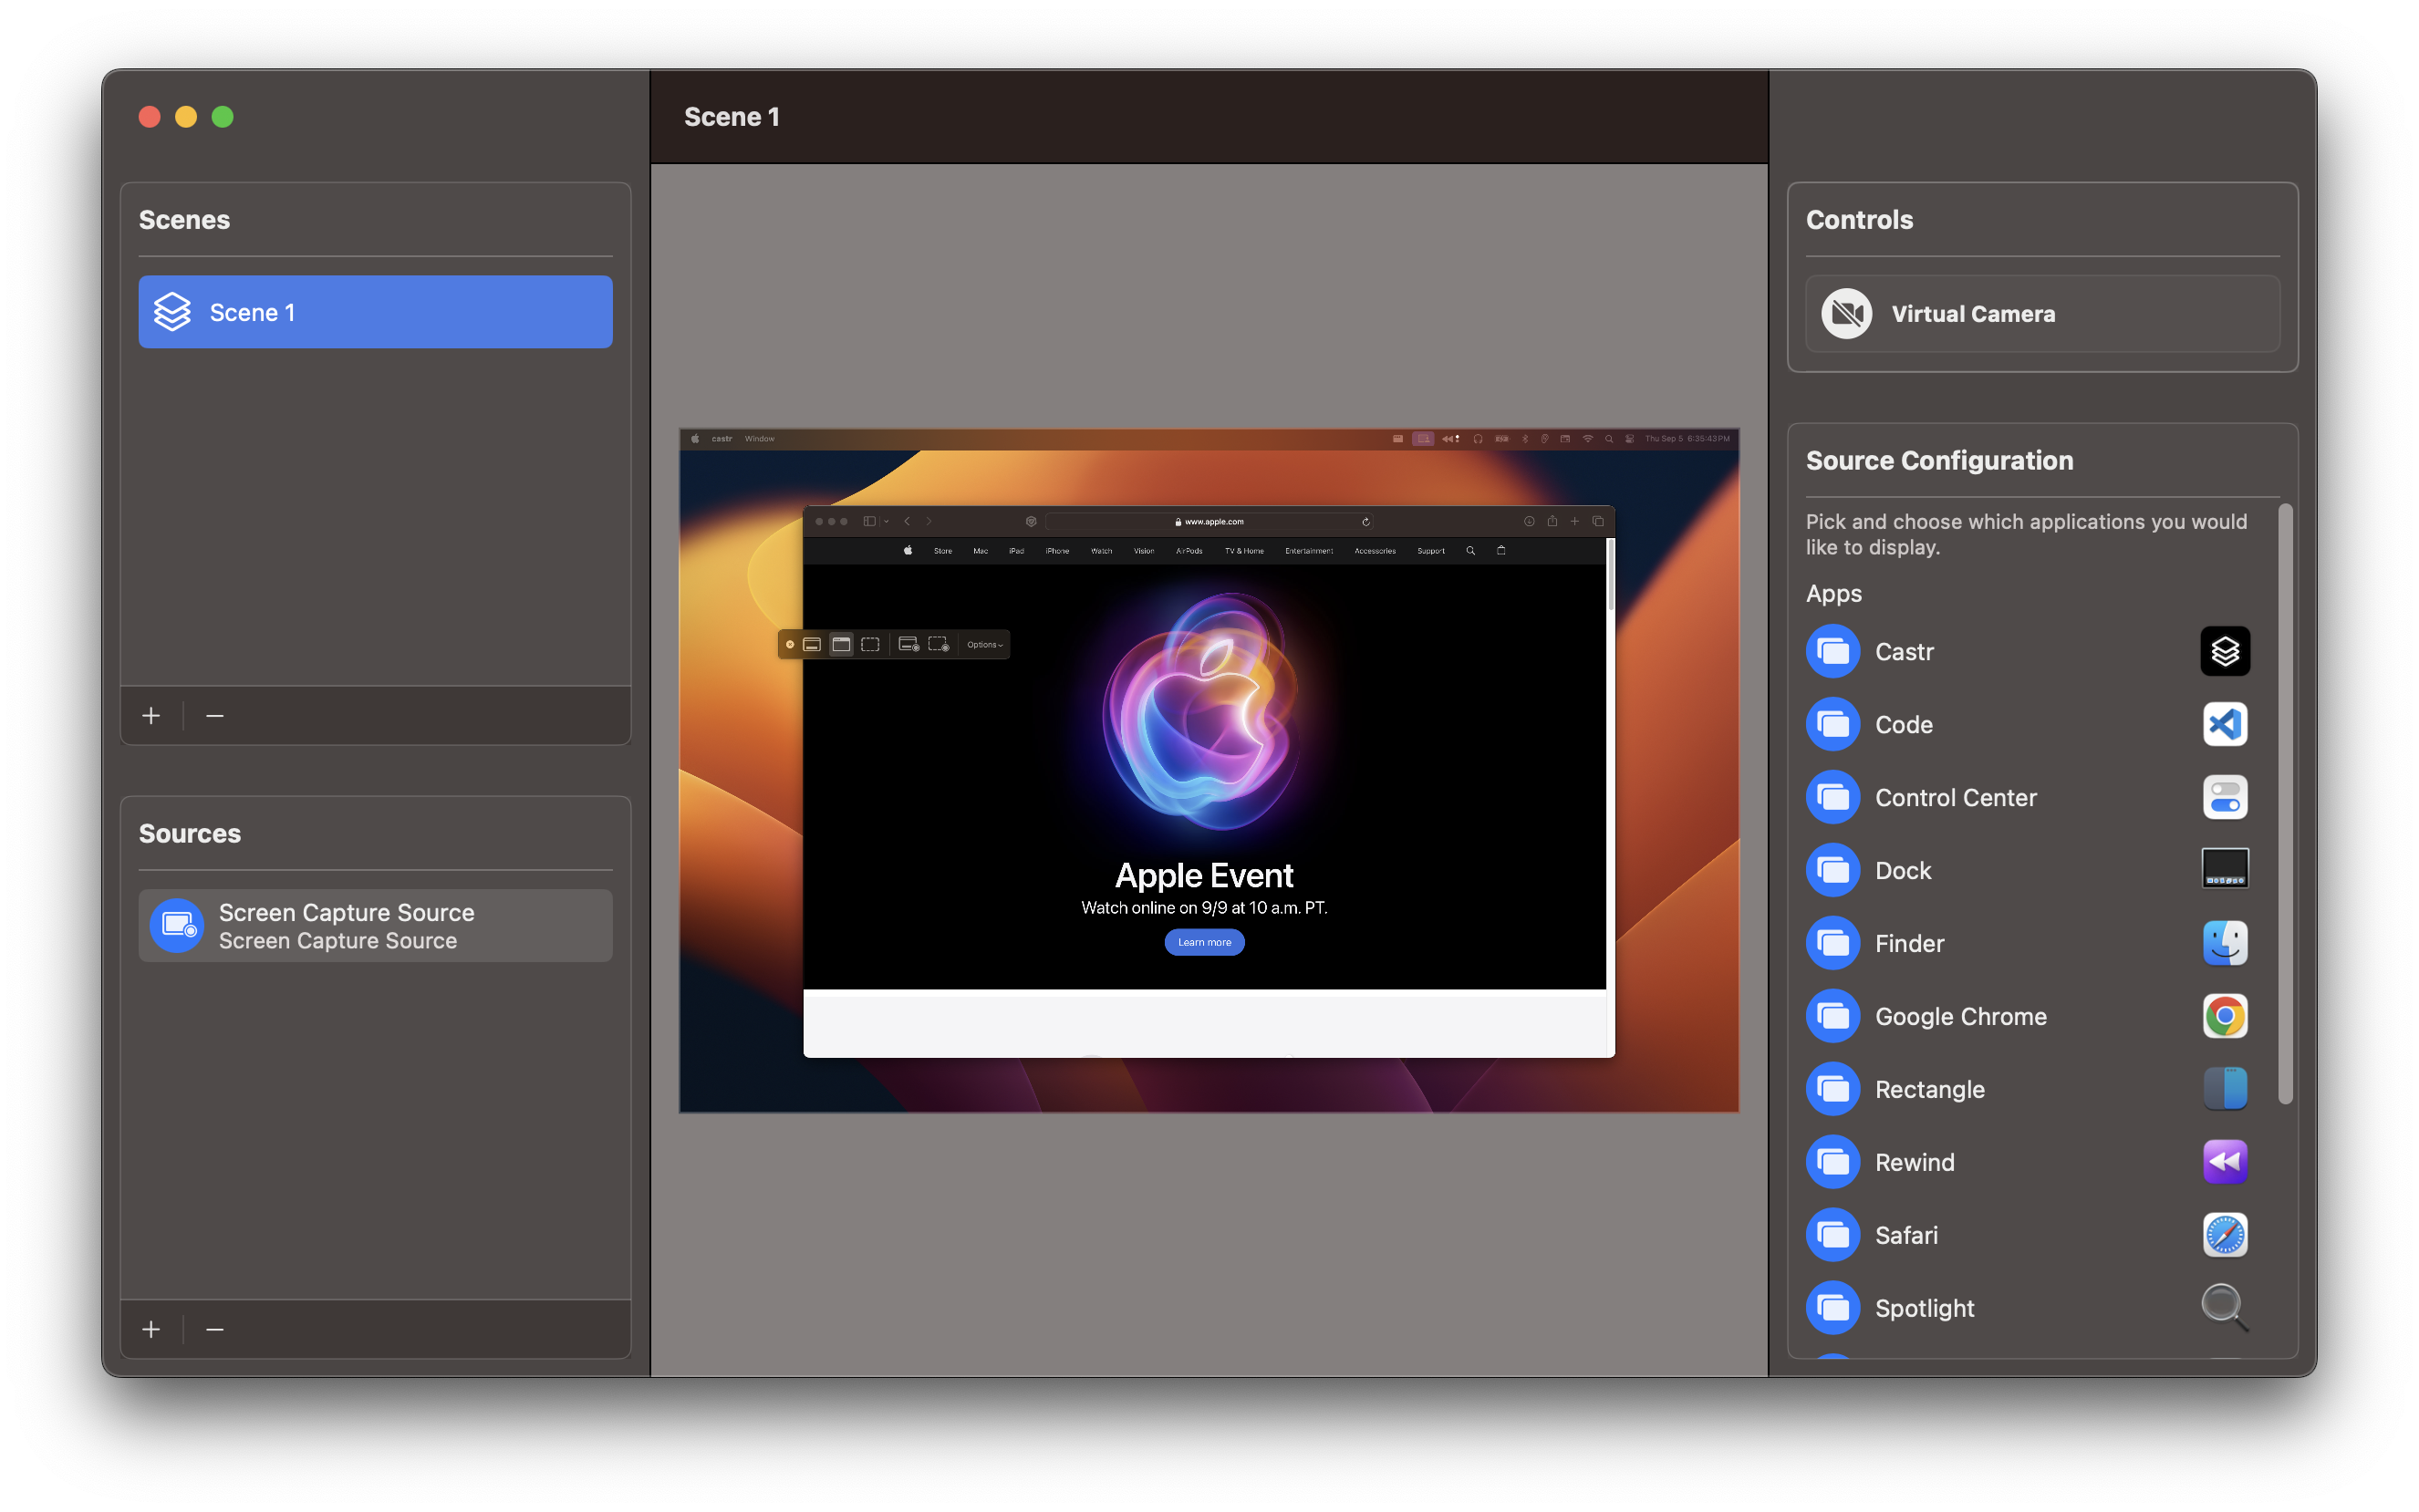 Scene 1
Scenes
Scene 1
Sources
Screen Capture Source
Screen Capture Source
castr Window Thu Sep 5 6:35:43 PM
www.apple.com
Store Mac iPad iPhone Watch Vision AirPods TV & Home Entertainment Accessories Support
Options
Apple Event
Watch online on 9/9 at 10 a.m. PT.
Learn more
Controls
Virtual Camera
Source Configuration
Pick and choose which applications you would
like to display.
Apps
Castr
Code
Control Center
Dock
Finder
Google Chrome
Rectangle
Rewind
Safari
Spotlight